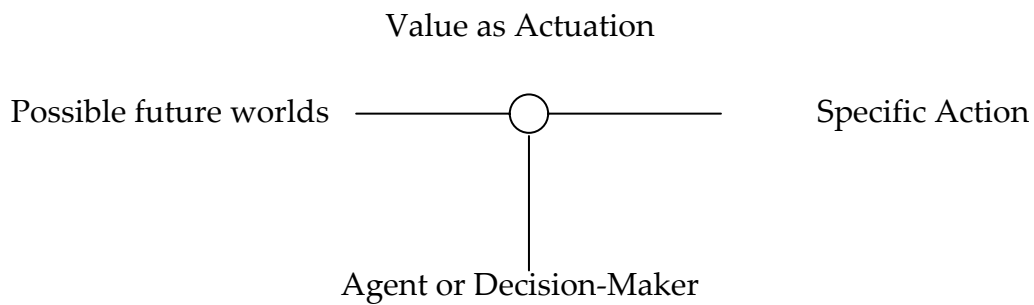 Value as Actuation
Possible future worlds Specific Action
Agent or Decision-Maker